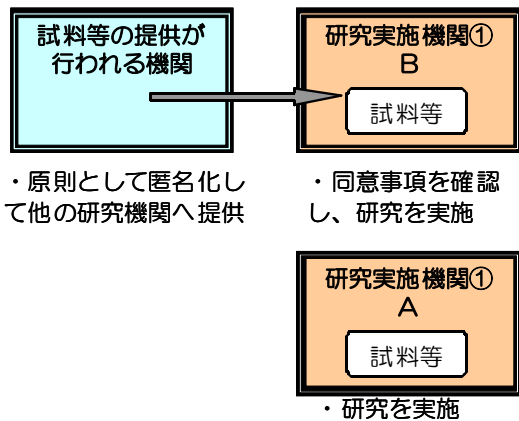 試料等の提供が
行われる機関
・原則として匿名化し
て他の研究機関へ提供
研究実施機関①
B
試料等
・同意事項を確認
し、研究を実施
研究実施機関①
A
試料等
・研究を実施